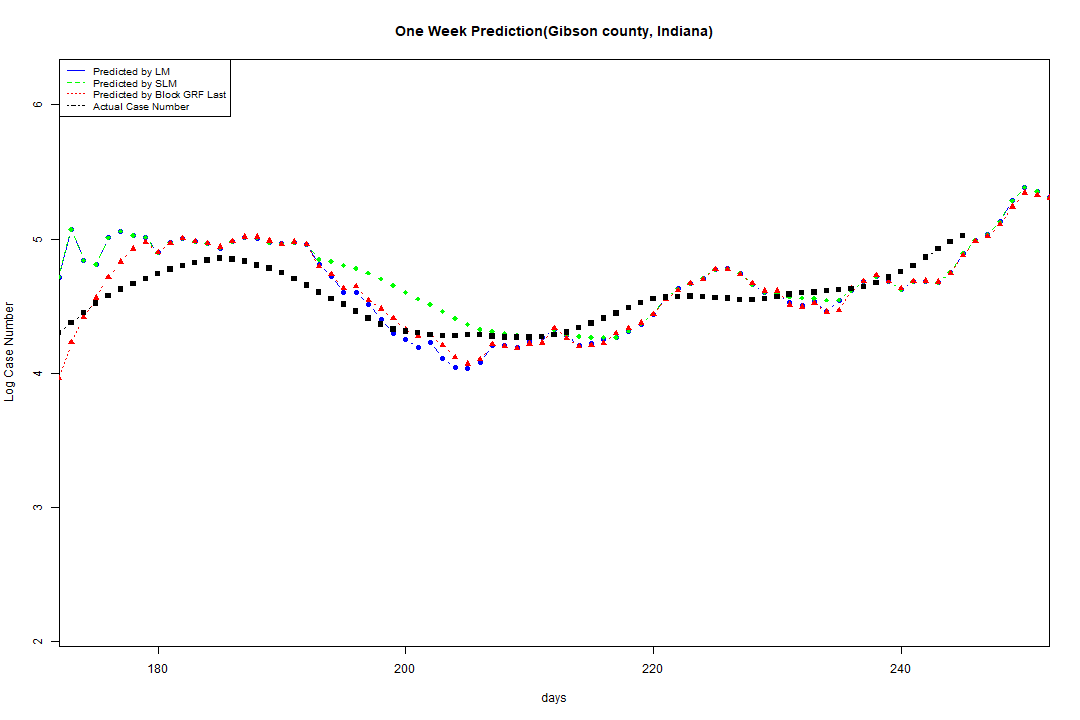 One Week Prediction(Gibson county, Indiana)
Predicted by LM
Predicted by SLM
Predicted by Block GRF Last
Actual Case Number
6
5
4
3
2
Log Case Number
180 200 220 240
days